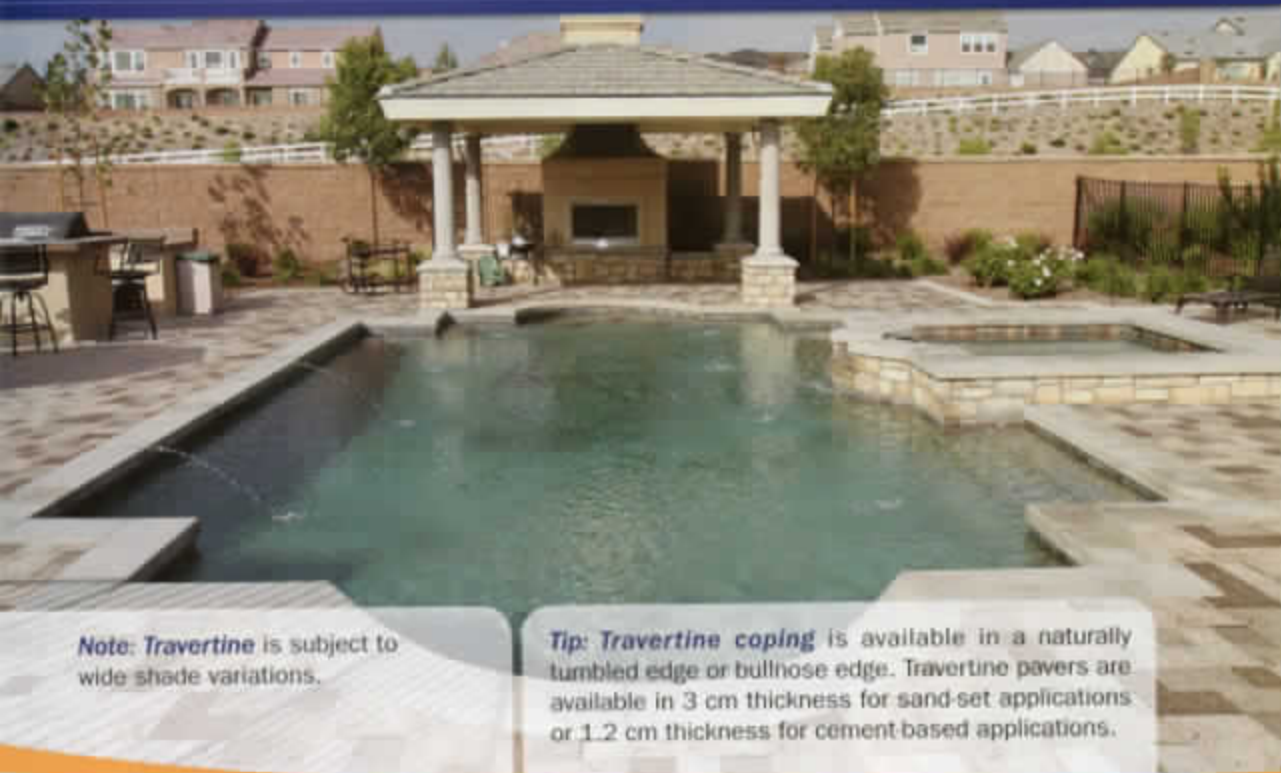 Note: Travertine is subject to
wide shade variations.
Tip: Travertine coping is available in a naturally
tumbled edge or bullnose edge. Travertine pavers are
available in 3 cm thickness for sand-set applications
or 1.2 cm thickness for cement-based applications.